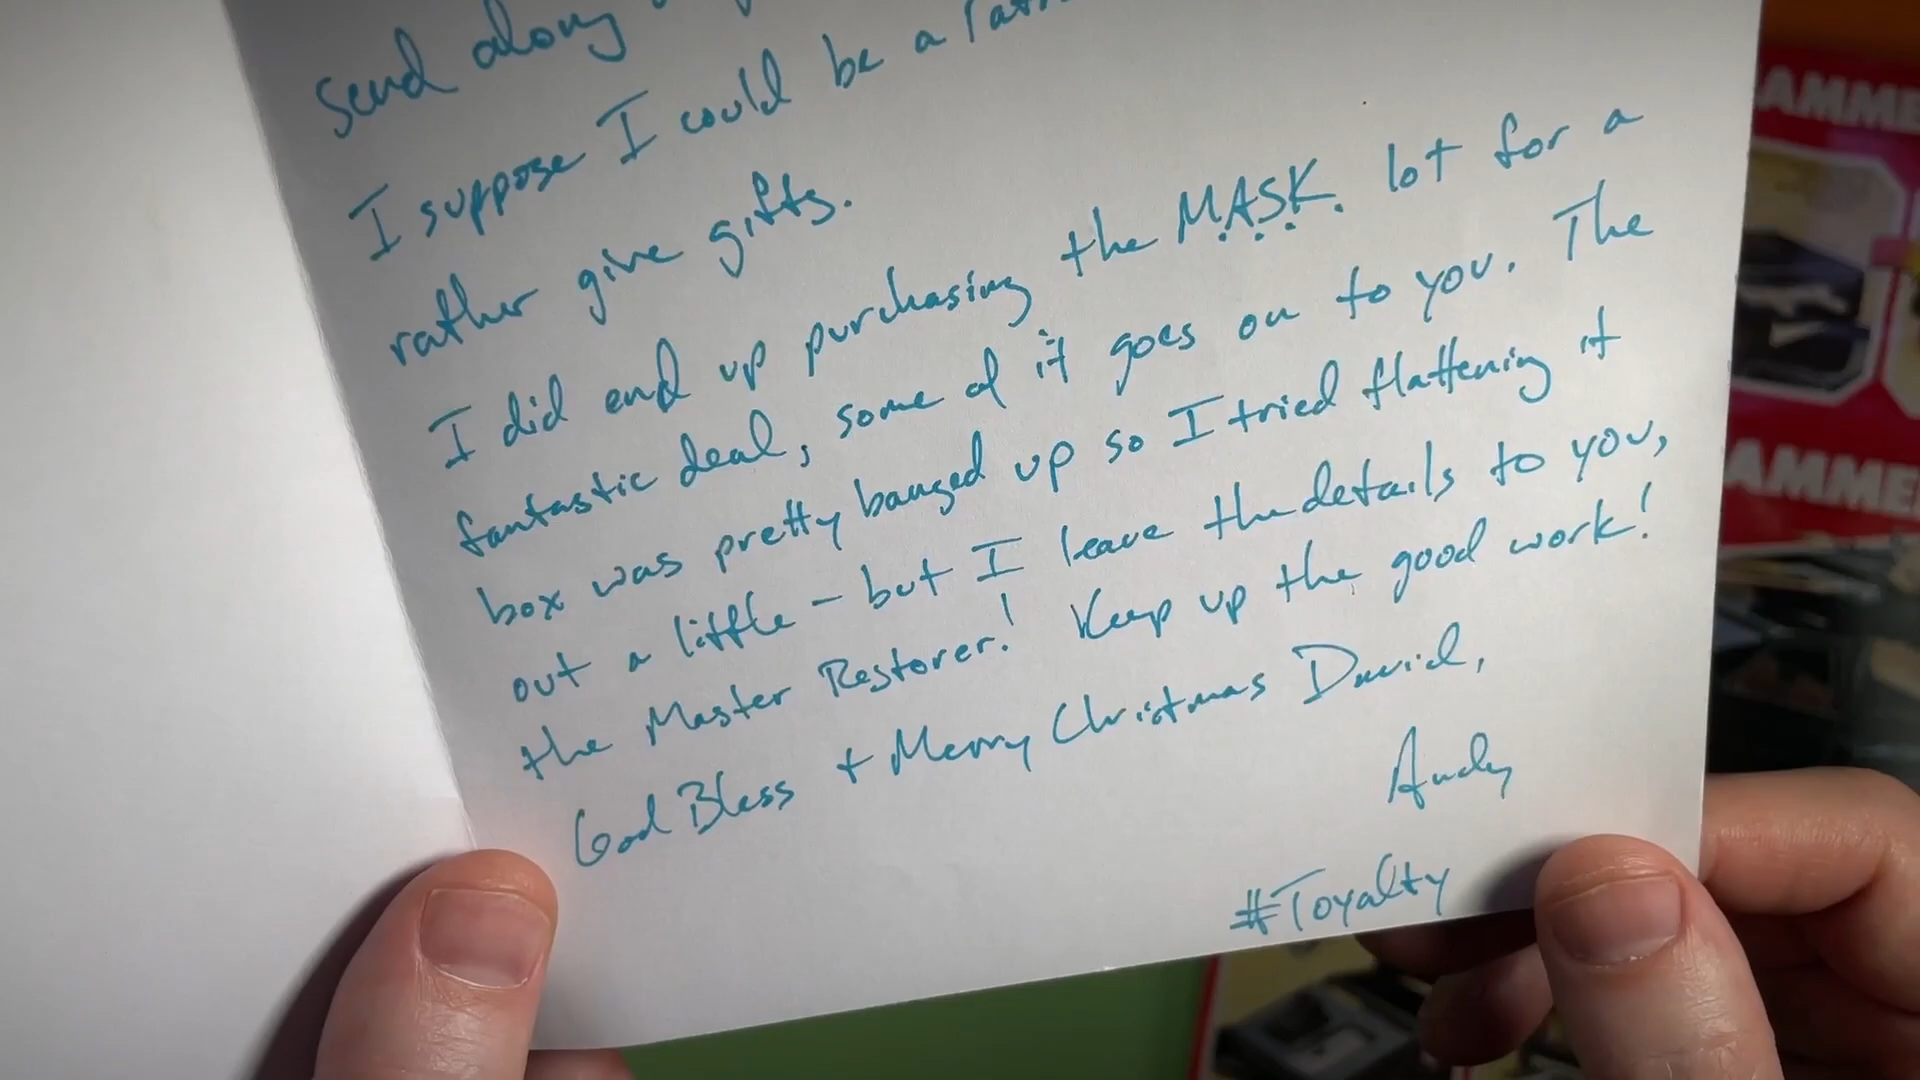 send along
I suppose I could be a
rather give gifts.
I did end up purchasing the M.A.S.K. lot for a
fantastic deal, some of it goes on to you. The
box was pretty banged up so I tried flattening it
out a little - but I leave the details to you,
the Master Restorer! Keep up the good work!
God Bless + Merry Christmas David,
Andy
#Toyalty
AMME
AMME